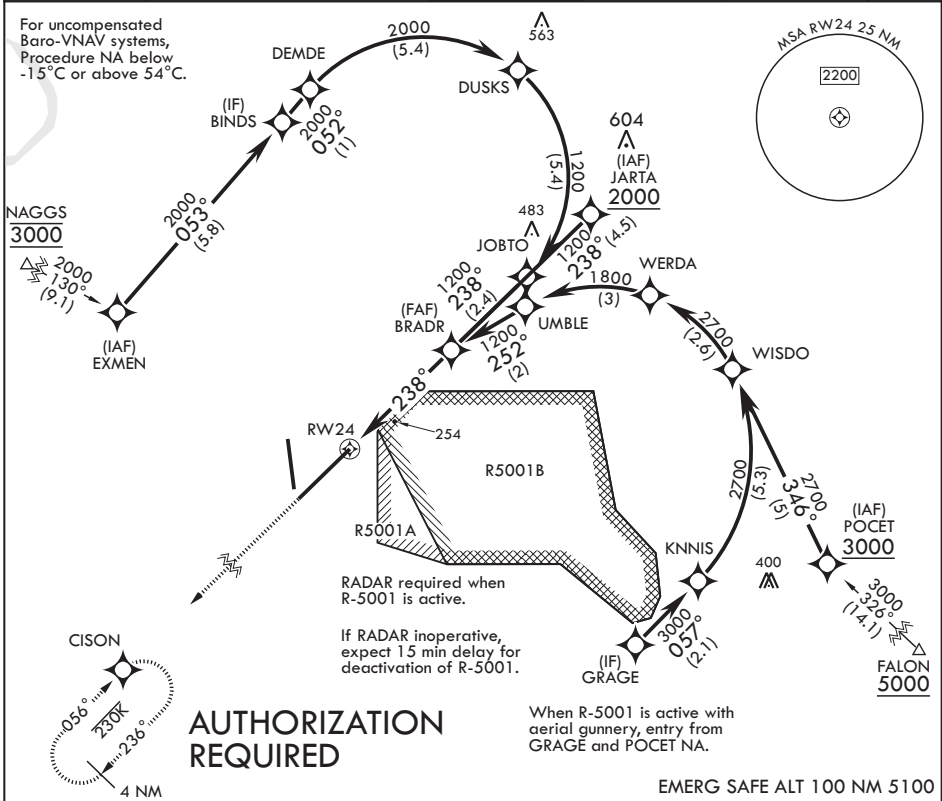 For uncompensated
Baro-VNAV systems,
Procedure NA below
-15°C or above 54°C.
DEMDE
2000
(5.4)
563
DUSKS
MSA RW24 25 NM
2200
(IF)
BINDS
2000
052°
(1)
604
(IAF)
JARTA
2000
1200
(5.4)
NAGGS
3000
2000
053°
(5.8)
2000
130°
(9.1)
(IAF)
EXMEN
483
JOBTO
1200
238°
(4.5)
1200
238°
(2.4)
1800
(3)
WERDA
(FAF)
BRADR
UMBLE
1200
252°
(2)
2700
(2.6)
WISDO
238°
RW24
254
R5001B
R5001A
2700
(5.3)
2700
346°
(5)
(IAF)
POCET
3000
KNNIS
400
RADAR required when
R-5001 is active.
If RADAR inoperative,
expect 15 min delay for
deactivation of R-5001.
3000
057°
(2.1)
(IF)
GRAGE
3000
326°
(14.1)
FALON
5000
CISON
056°
230K
236°
4 NM
AUTHORIZATION
REQUIRED
When R-5001 is active with
aerial gunnery, entry from
GRAGE and POCET NA.
EMERG SAFE ALT 100 NM 5100